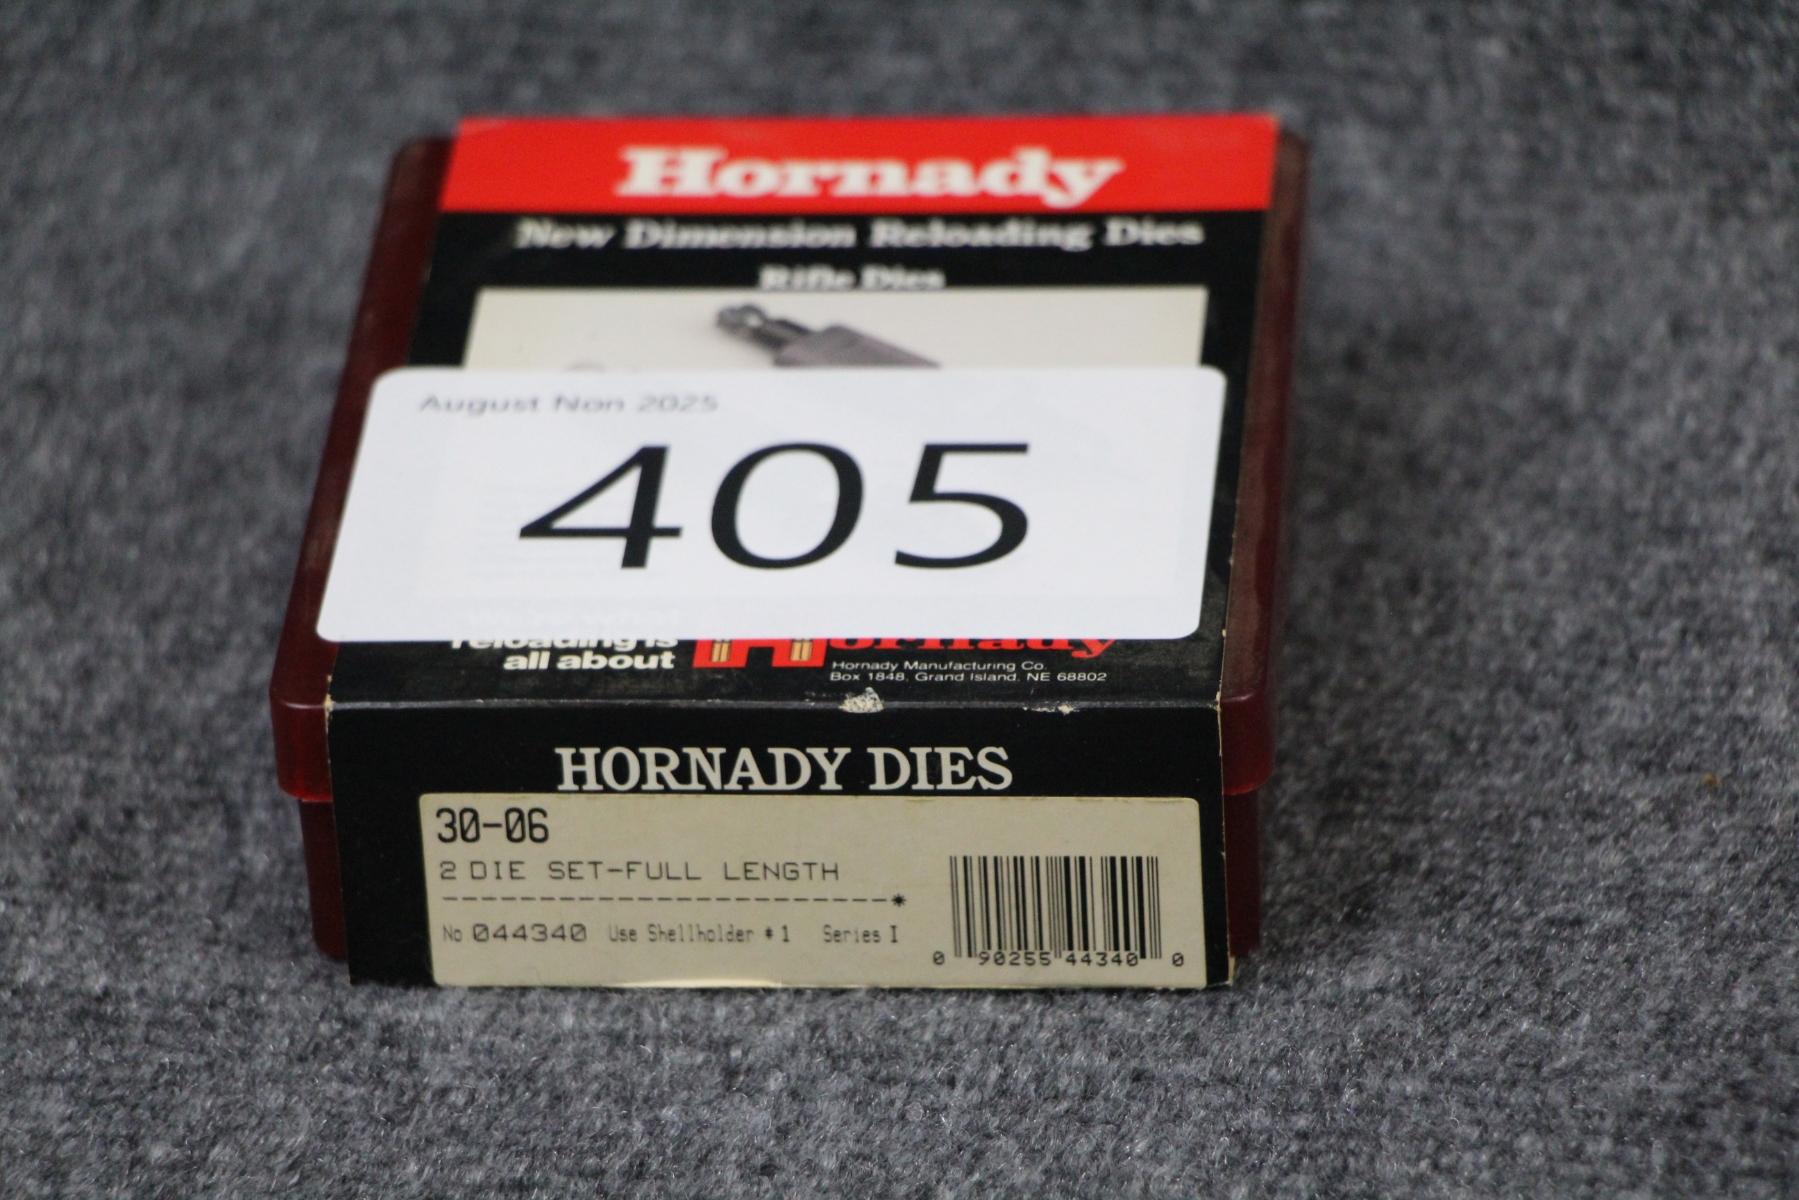 Hornady
New Dimension Reloading Dies
Rifle Dies
August Non 2025
405
reloading is
all about
Hornady
Hornady Manufacturing Co.
Box 1848, Grand Island, NE 68802
HORNADY DIES
30-06
2 DIE SET-FULL LENGTH
-----------------------*
No 044340 Use Shellholder #1 Series I
0 90255 44340 0